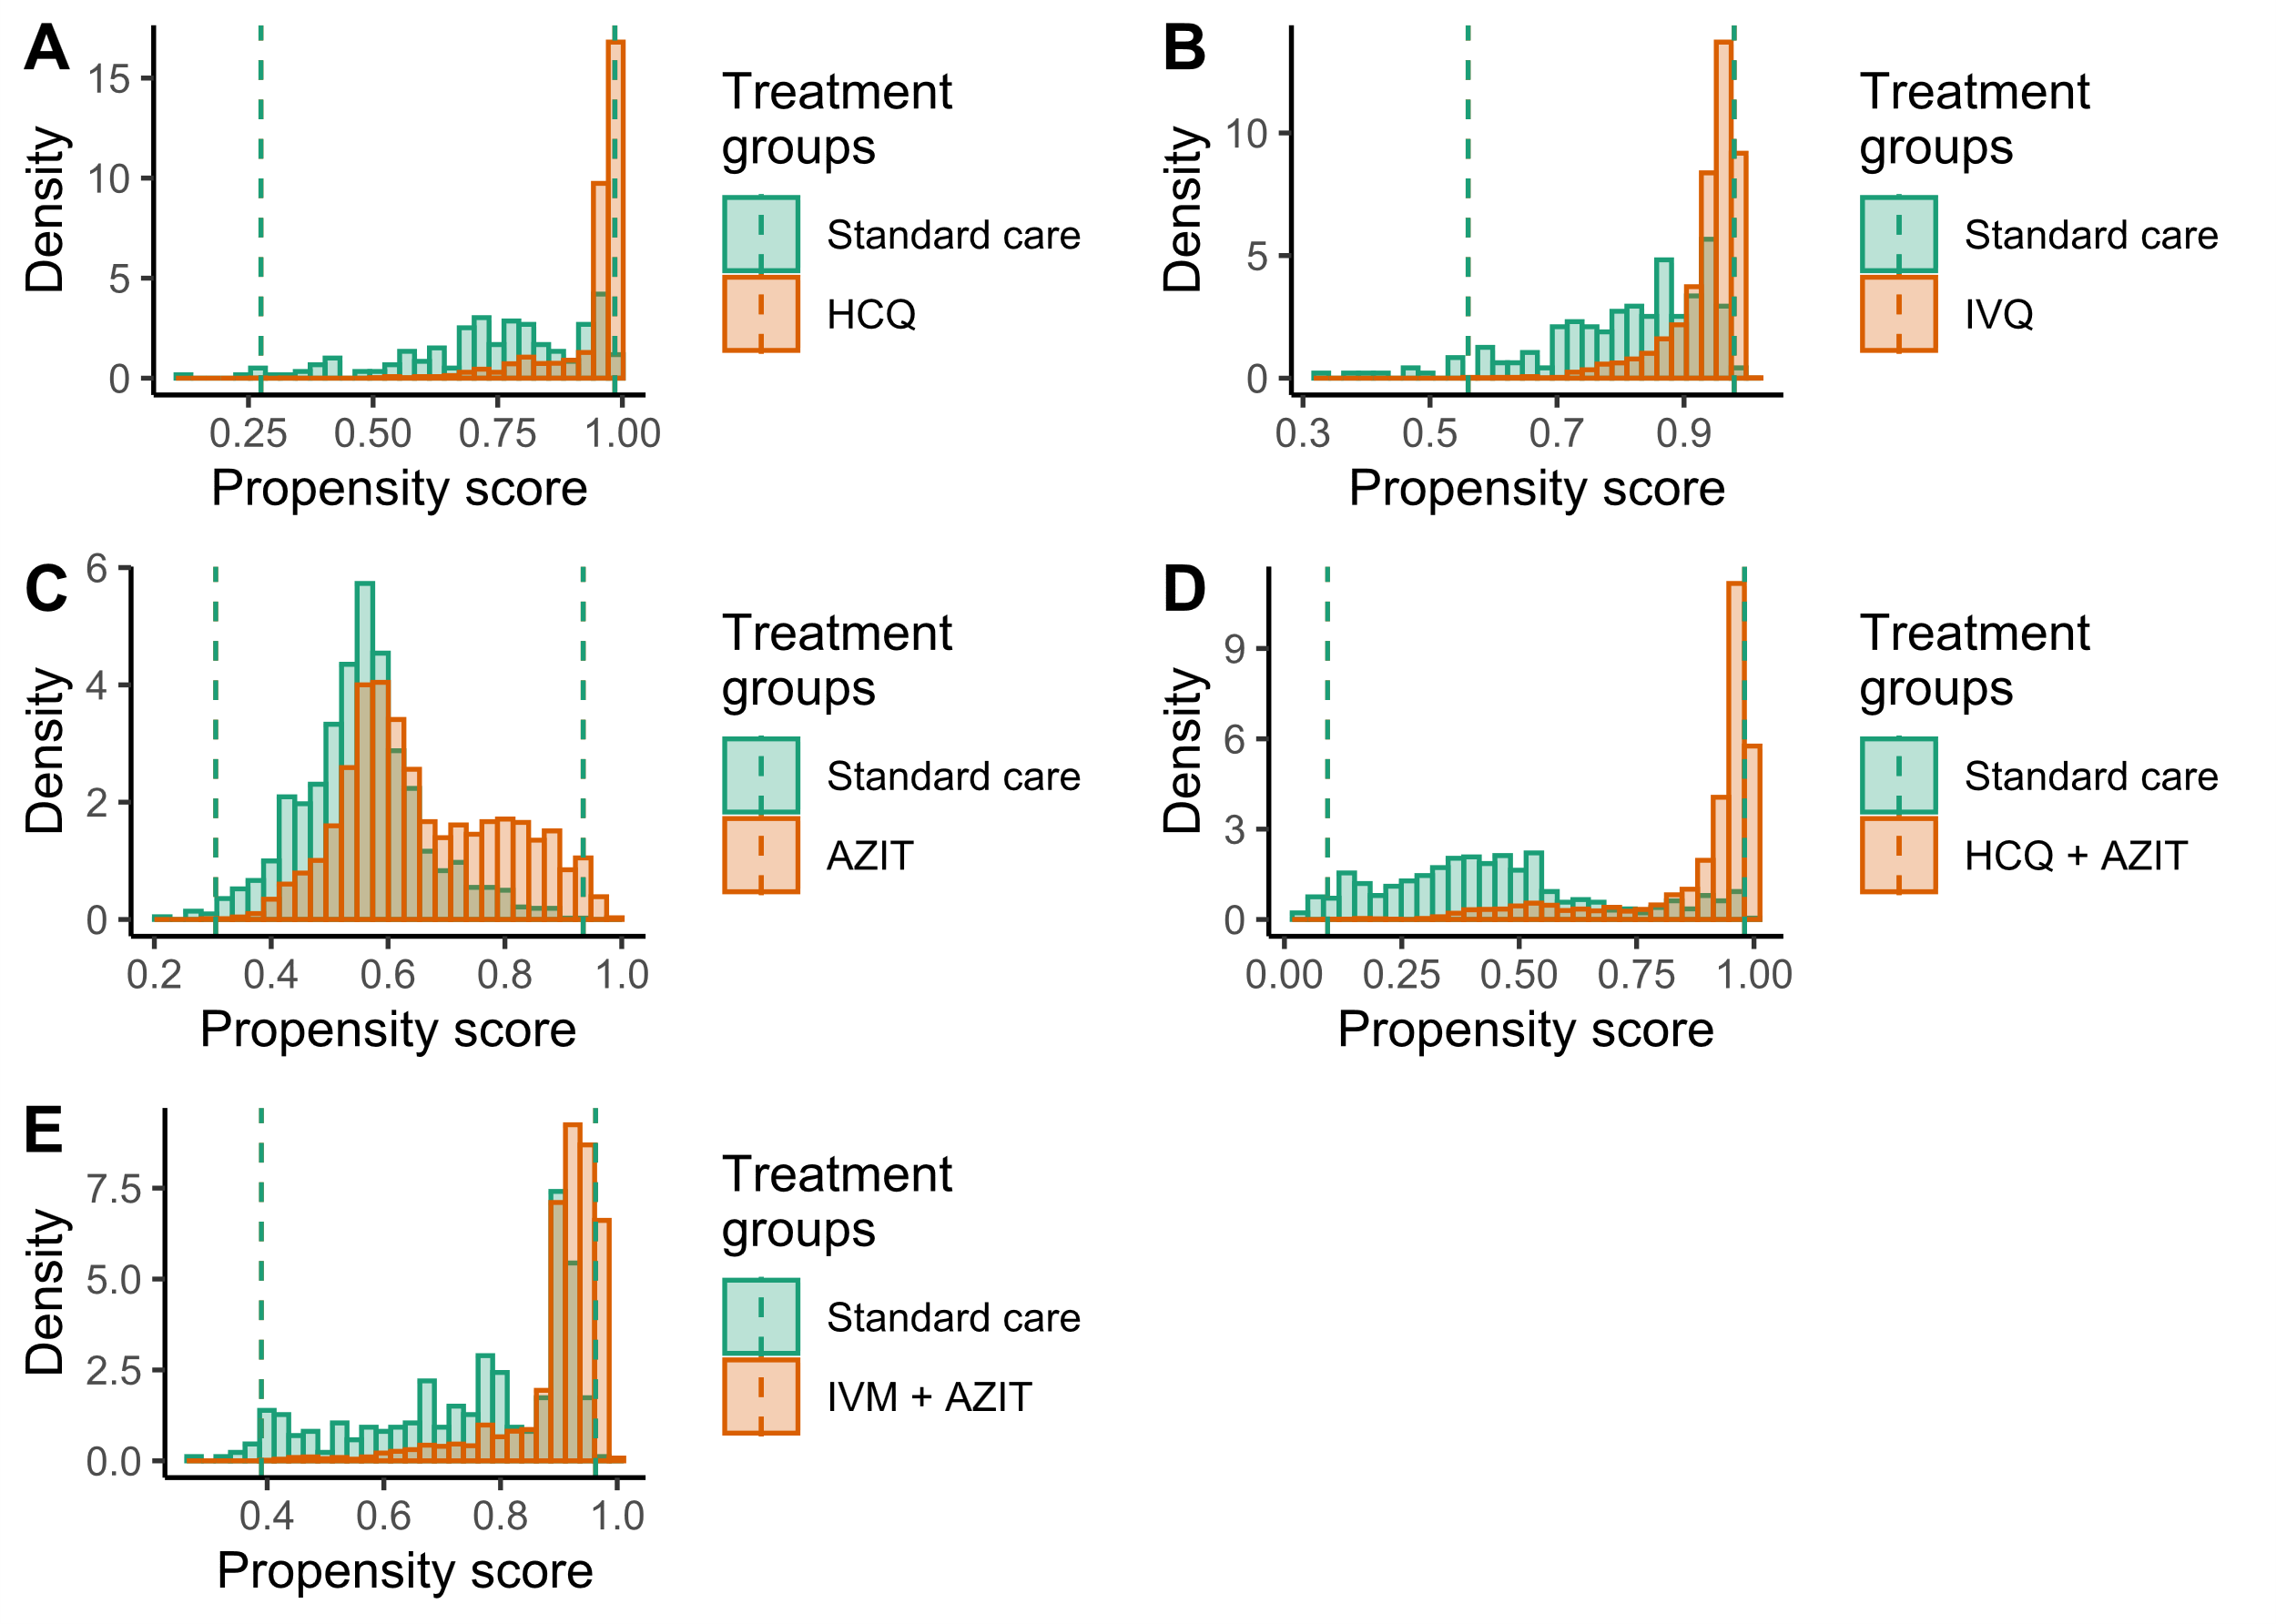 A
Density
15
10
5
0
0.25 0.50 0.75 1.00
Propensity score
Treatment
groups
Standard care
HCQ
B
Density
10
5
0
0.3 0.5 0.7 0.9
Propensity score
Treatment
groups
Standard care
IVQ
C
Density
6
4
2
0
0.2 0.4 0.6 0.8 1.0
Propensity score
Treatment
groups
Standard care
AZIT
D
Density
9
6
3
0
0.00 0.25 0.50 0.75 1.00
Propensity score
Treatment
groups
Standard care
HCQ + AZIT
E
Density
7.5
5.0
2.5
0.0
0.4 0.6 0.8 1.0
Propensity score
Treatment
groups
Standard care
IVM + AZIT